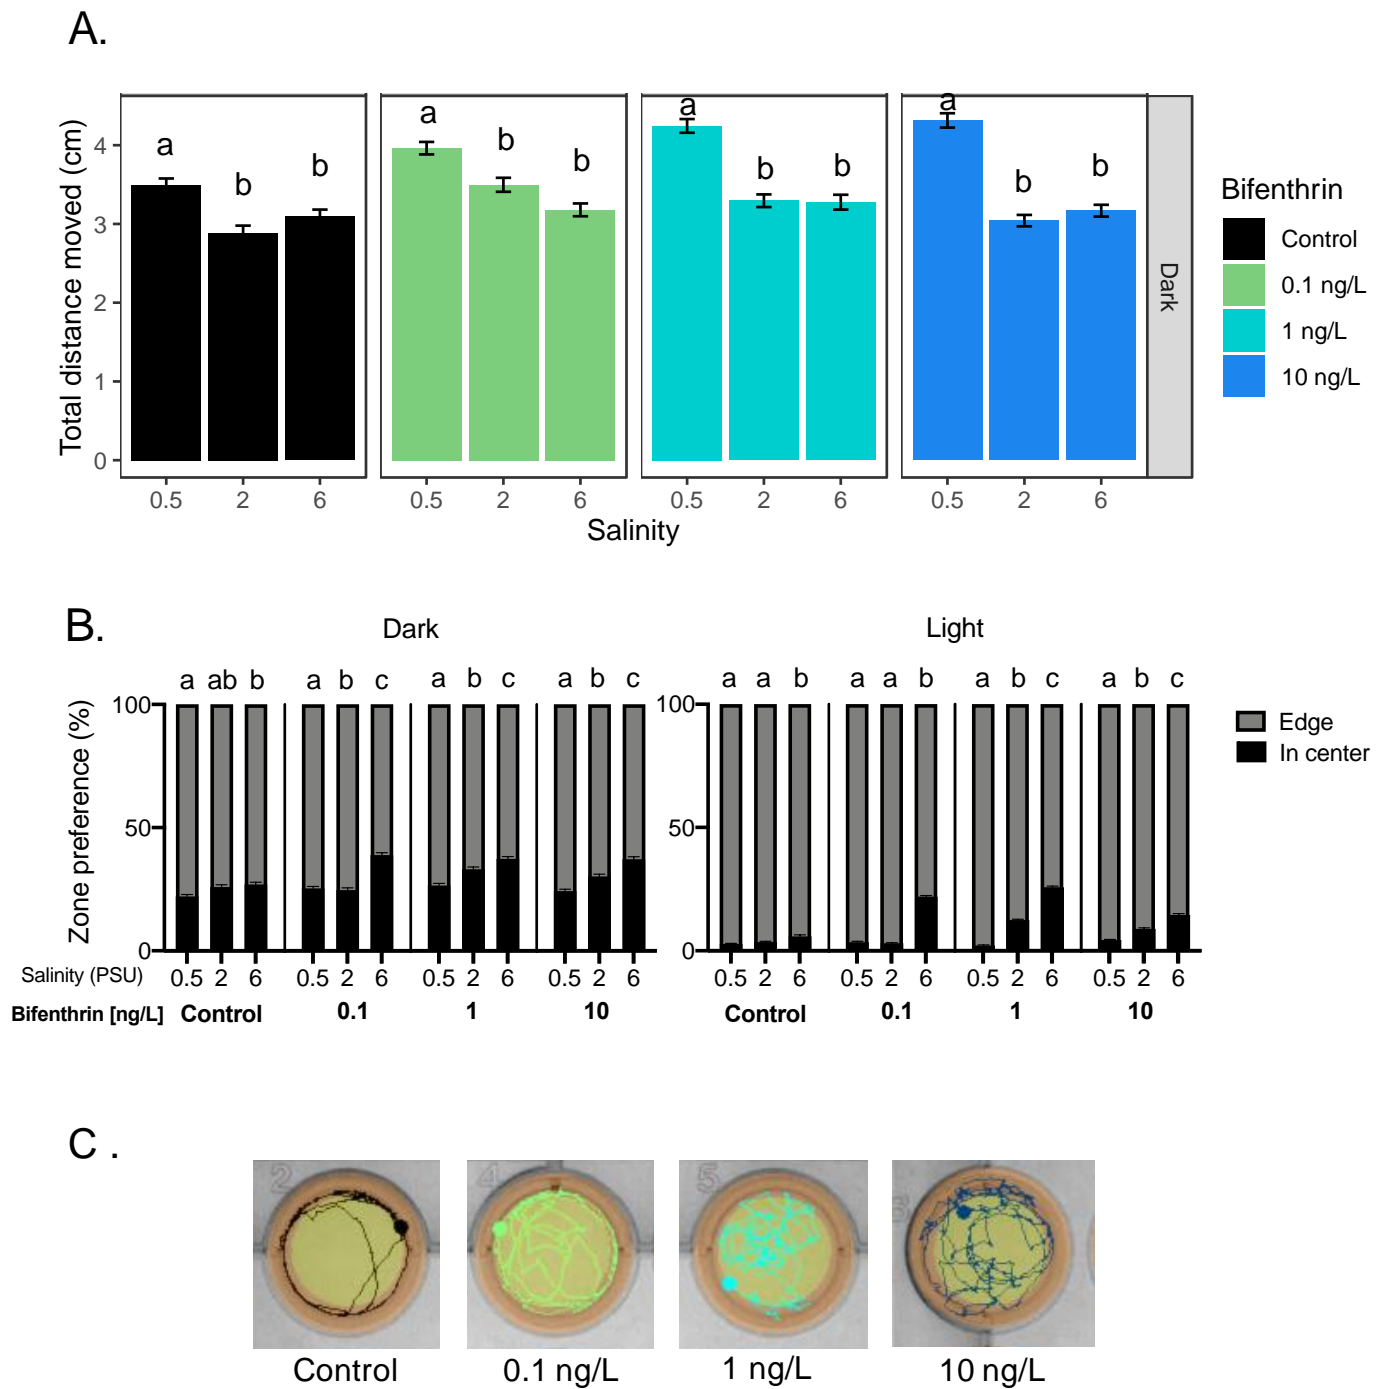 A.
Total distance moved (cm)
4
3
2
1
0
a
b
b
a
b
b
a
b
b
a
b
b
0.5 2 6
0.5 2 6
0.5 2 6
0.5 2 6
Salinity
Dark
Bifenthrin
Control
0.1 ng/L
1 ng/L
10 ng/L
B.
Dark
Light
Zone preference (%)
100
50
0
a ab b a b c a b c a b c
100
50
0
a a b a a b a b c a b c
Edge
In center
Salinity (PSU) 0.5 2 6 0.5 2 6 0.5 2 6 0.5 2 6
0.5 2 6 0.5 2 6 0.5 2 6 0.5 2 6
Bifenthrin [ng/L] Control 0.1 1 10
Control 0.1 1 10
C .
2
4
5
Control
0.1 ng/L
1 ng/L
10 ng/L